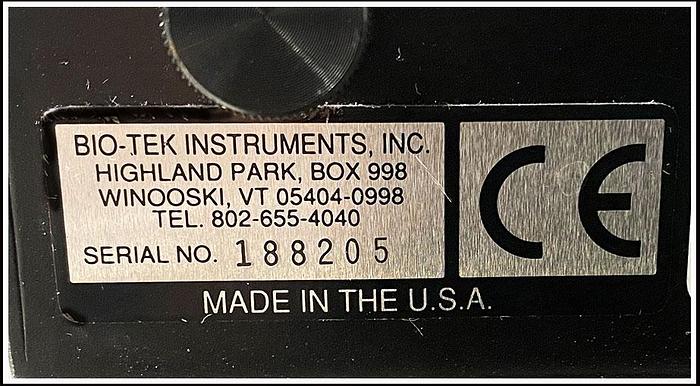 BIO-TEK INSTRUMENTS, INC.
HIGHLAND PARK, BOX 998
WINOOSKI, VT 05404-0998
TEL. 802-655-4040
SERIAL NO. 188205
CE
MADE IN THE U.S.A.